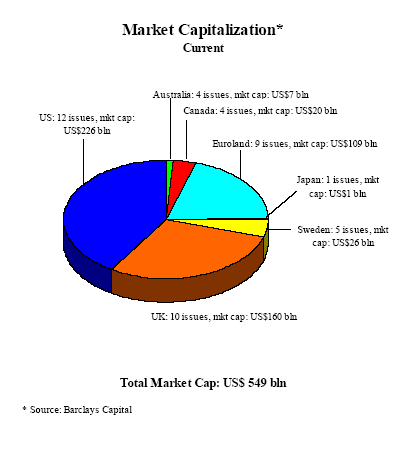 Market Capitalization*
Current
Australia: 4 issues, mkt cap: US$7 bln
Canada: 4 issues, mkt cap: US$20 bln
US: 12 issues, mkt cap:
US$226 bln
Euroland: 9 issues, mkt cap: US$109 bln
Japan: 1 issues, mkt
cap: US$1 bln
Sweden: 5 issues, mkt
cap: US$26 bln
UK: 10 issues, mkt cap: US$160 bln
Total Market Cap: US$ 549 bln
* Source: Barclays Capital